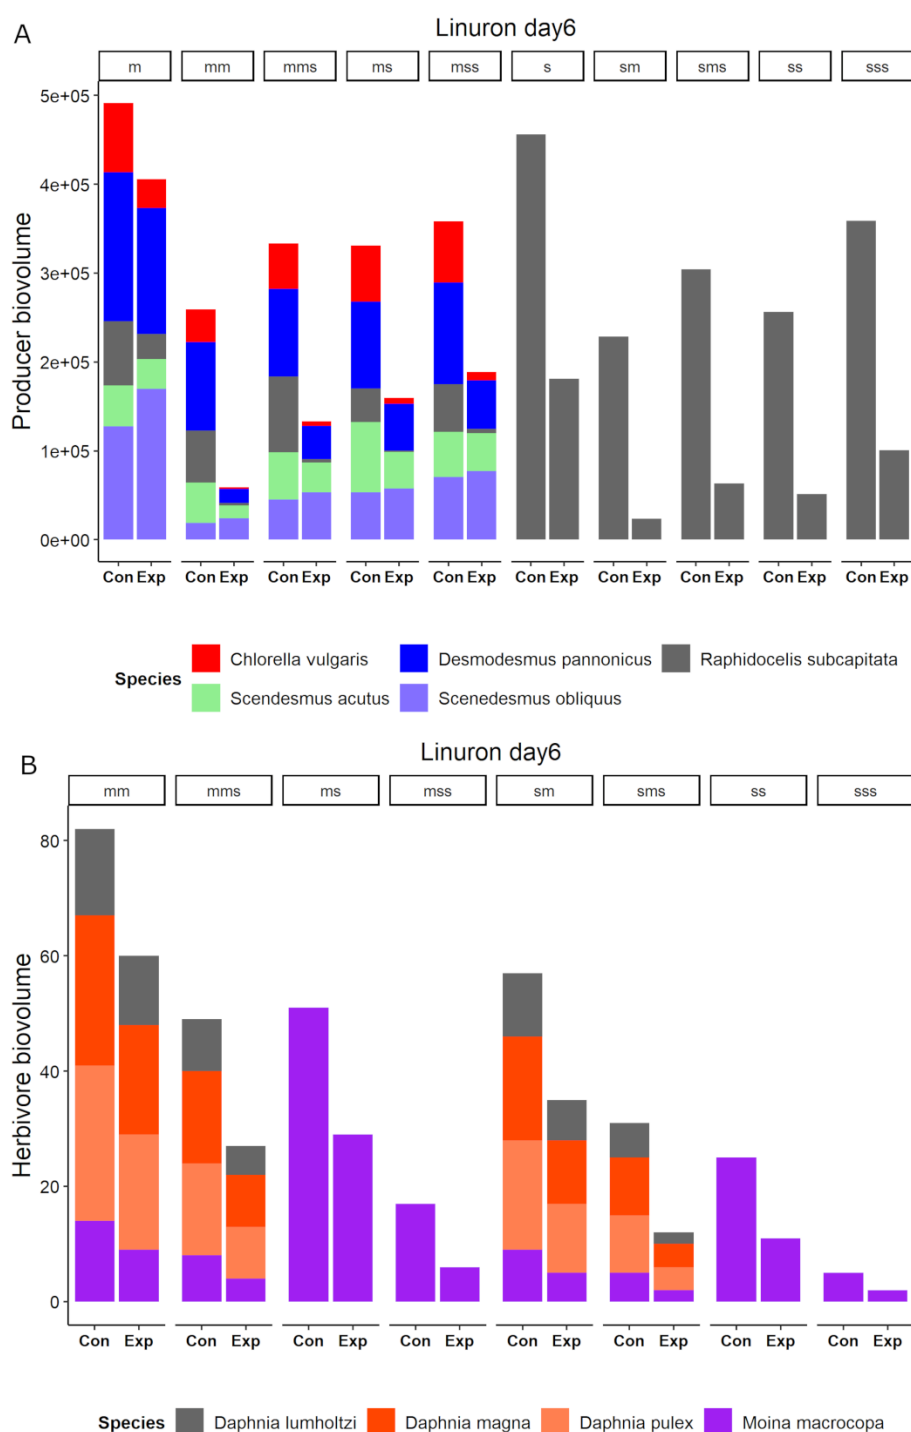 A
Linuron day6
m mm mms ms mss s sm sms ss sss
Producer biovolume
5e+05
4e+05
3e+05
2e+05
1e+05
0e+00
Con Exp Con Exp Con Exp Con Exp Con Exp Con Exp Con Exp Con Exp Con Exp Con Exp
Species
Chlorella vulgaris Desmodesmus pannonicus Raphidocelis subcapitata
Scendesmus acutus Scenedesmus obliquus
B
Linuron day6
mm mms ms mss sm sms ss sss
Herbivore biovolume
80
60
40
20
0
Con Exp Con Exp Con Exp Con Exp Con Exp Con Exp Con Exp Con Exp
Species Daphnia lumholtzi Daphnia magna Daphnia pulex Moina macrocopa